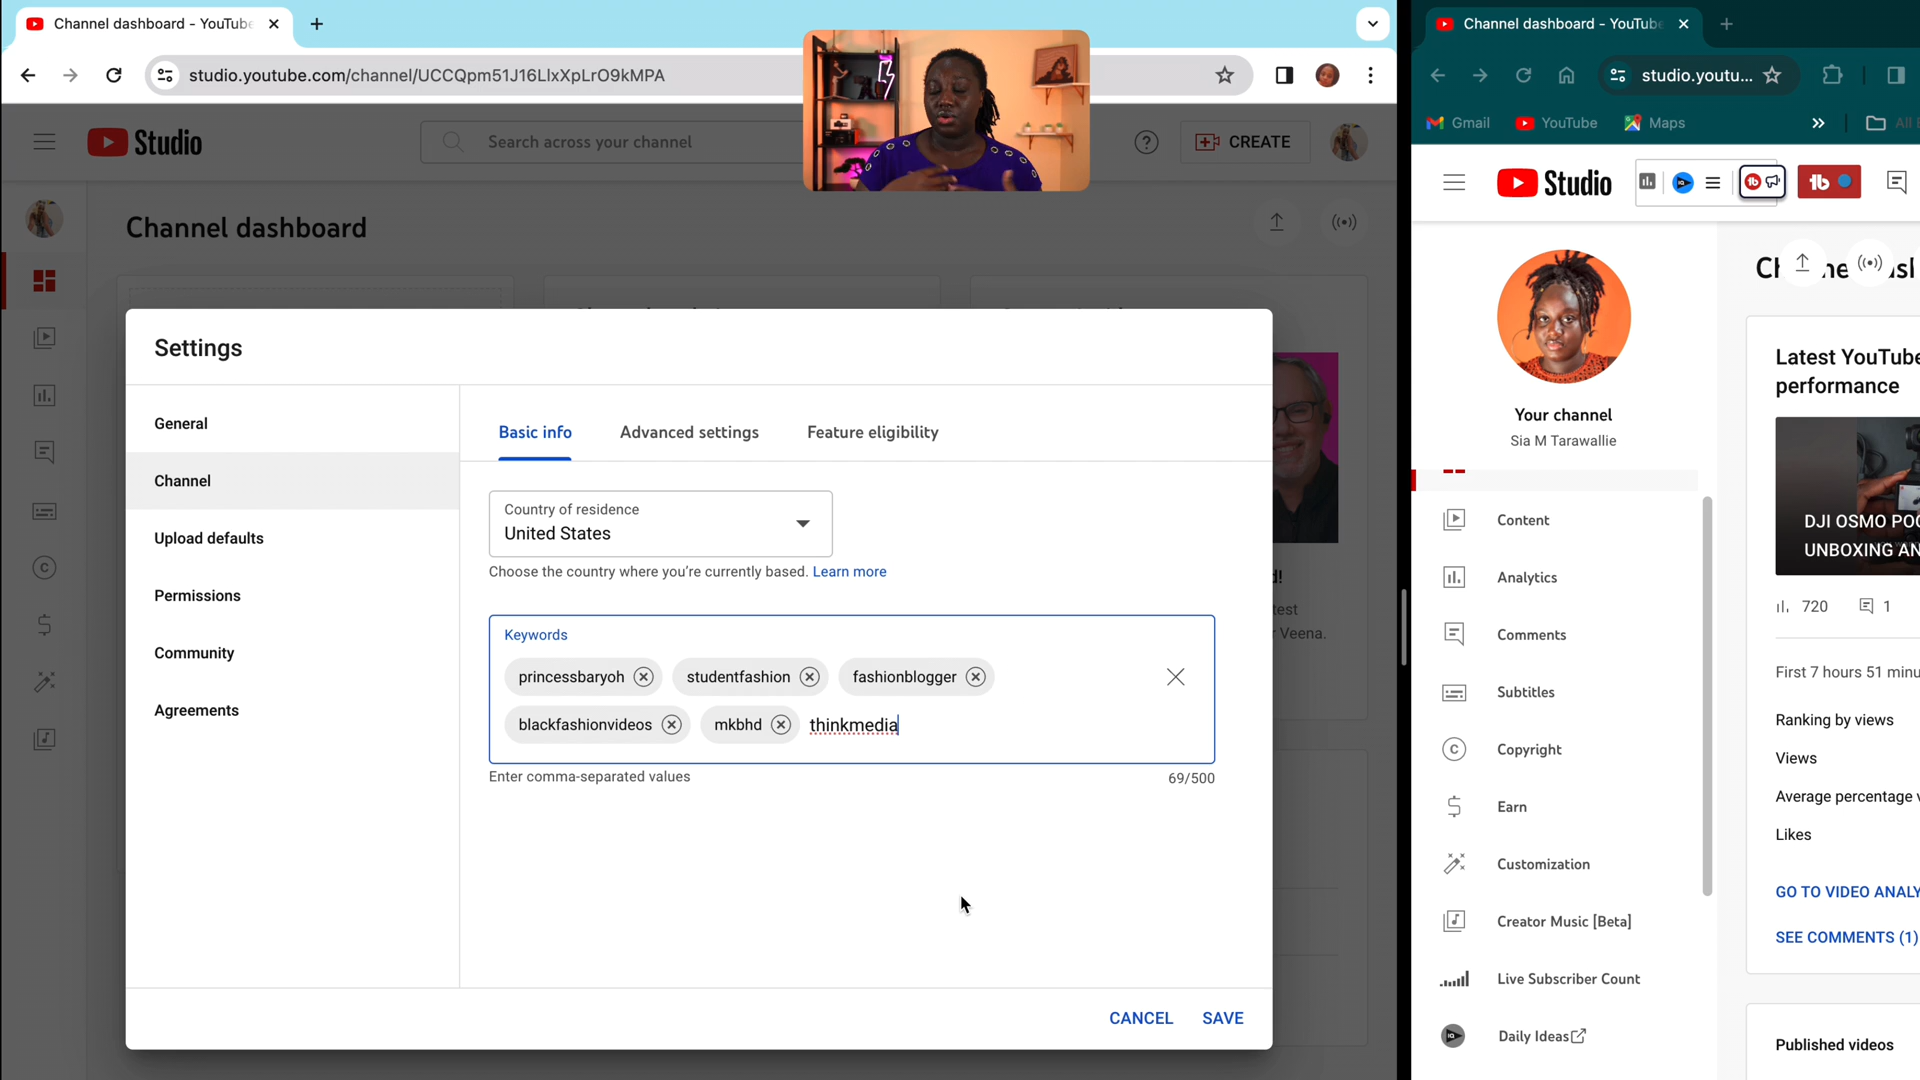 Channel dashboard - YouTube
studio.youtube.com/channel/UCCQpm51J16LlxXpLrO9kMPA
Studio
Search across your channel
CREATE
Channel dashboard
Settings
General
Channel
Upload defaults
Permissions
Community
Agreements
Basic info
Advanced settings
Feature eligibility
Country of residence
United States
Choose the country where you're currently based. Learn more
Keywords
princessbaryoh
studentfashion
fashionblogger
blackfashionvideos
mkbhd
thinkmedia
Enter comma-separated values
69/500
CANCEL
SAVE
d!
test
r Veena.
Channel dashboard - YouTube
studio.youtu...
Gmail
YouTube
Maps
All
Studio
Your channel
Sia M Tarawallie
Content
Analytics
Comments
Subtitles
Copyright
Earn
Customization
Creator Music [Beta]
Live Subscriber Count
Daily Ideas
Latest YouTube
performance
DJI OSMO POC
UNBOXING AN
720
1
First 7 hours 51 minu
Ranking by views
Views
Average percentage v
Likes
GO TO VIDEO ANALY
SEE COMMENTS (1)
Published videos